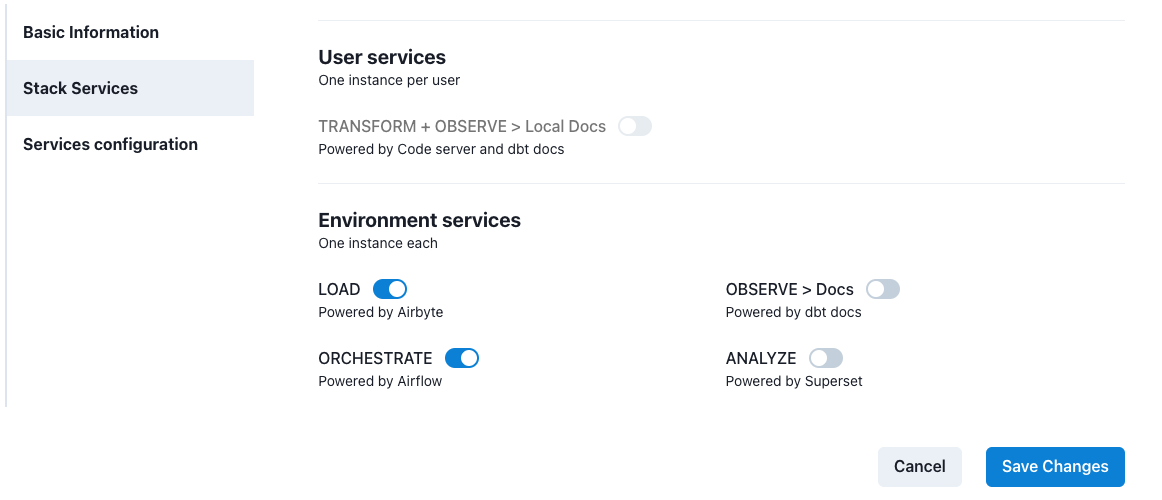 Basic Information
Stack Services
Services configuration
User services
One instance per user
TRANSFORM + OBSERVE > Local Docs
Powered by Code server and dbt docs
Environment services
One instance each
LOAD
Powered by Airbyte
OBSERVE > Docs
Powered by dbt docs
ORCHESTRATE
Powered by Airflow
ANALYZE
Powered by Superset
Cancel
Save Changes